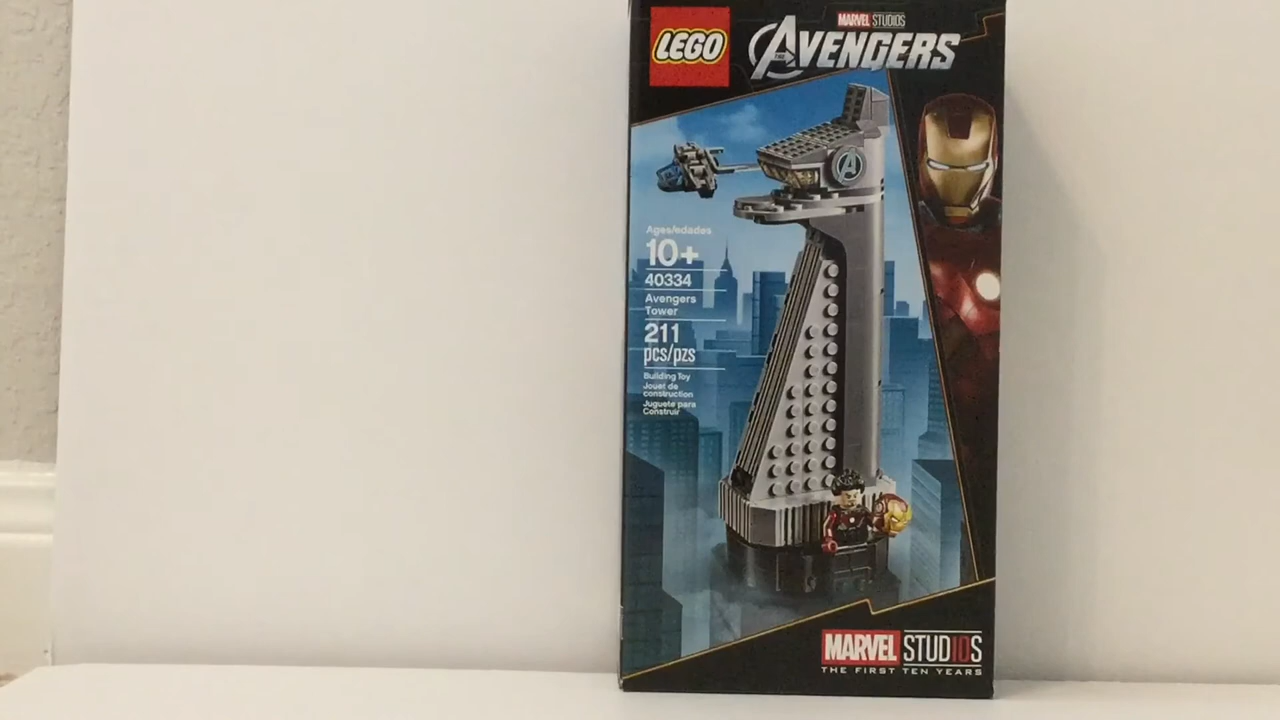 LEGO
MARVEL STUDIOS
THE AVENGERS
Ages/edades
10+
40334
Avengers
Tower
211
pcs/pzs
Building Toy
Jouet de
construction
Juguete para
Construir
MARVEL STUDIOS
THE FIRST TEN YEARS